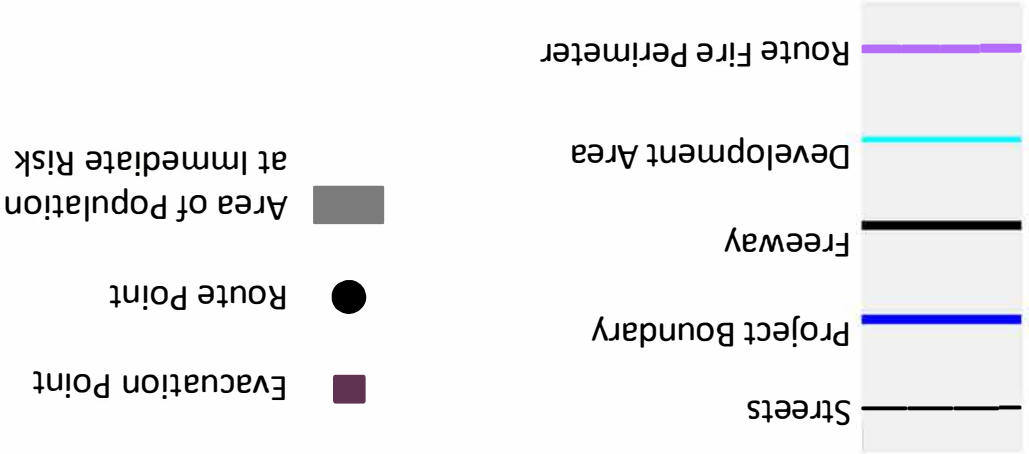 Streets
Project Boundary
Freeway
Development Area
Route Fire Perimeter
Evacuation Point
Route Point
Area of Population
at Immediate Risk